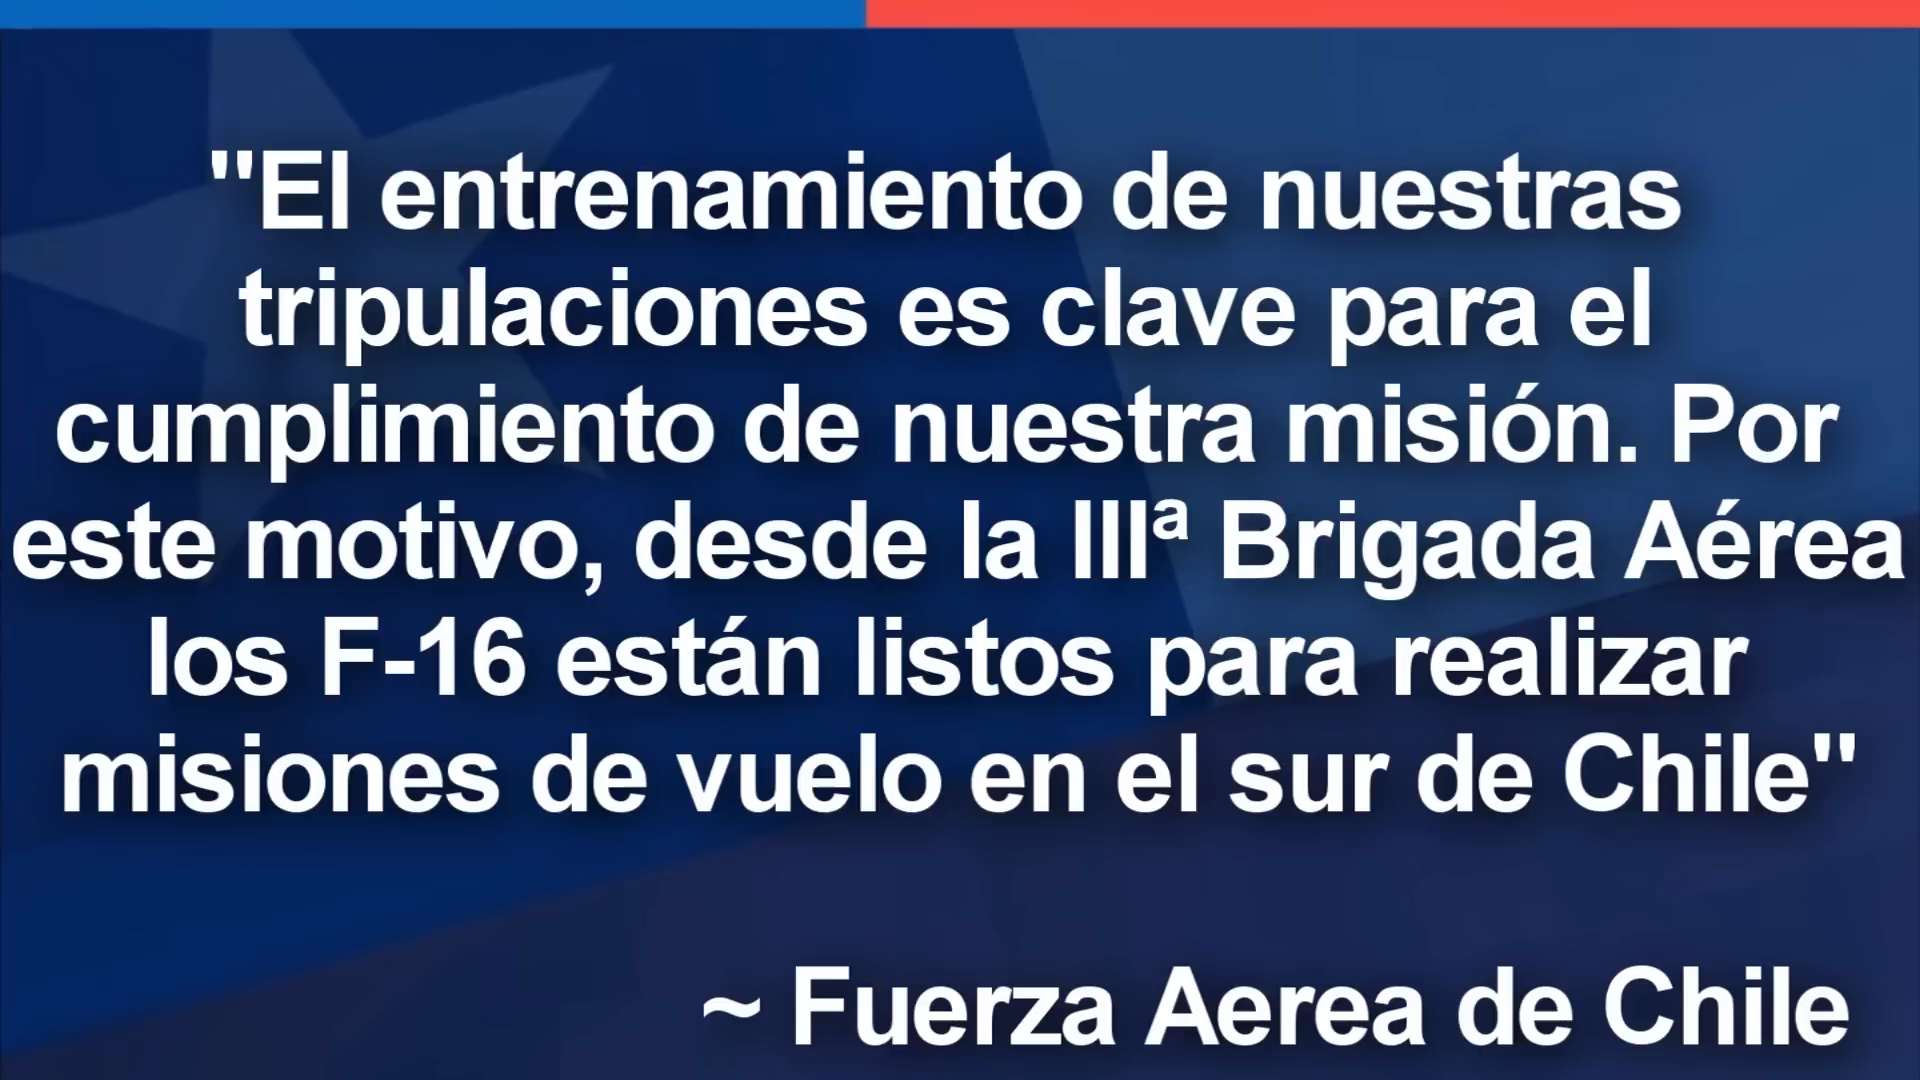 "El entrenamiento de nuestras
tripulaciones es clave para el
cumplimiento de nuestra misión. Por
este motivo, desde la IIIª Brigada Aérea
los F-16 están listos para realizar
misiones de vuelo en el sur de Chile"
~ Fuerza Aerea de Chile